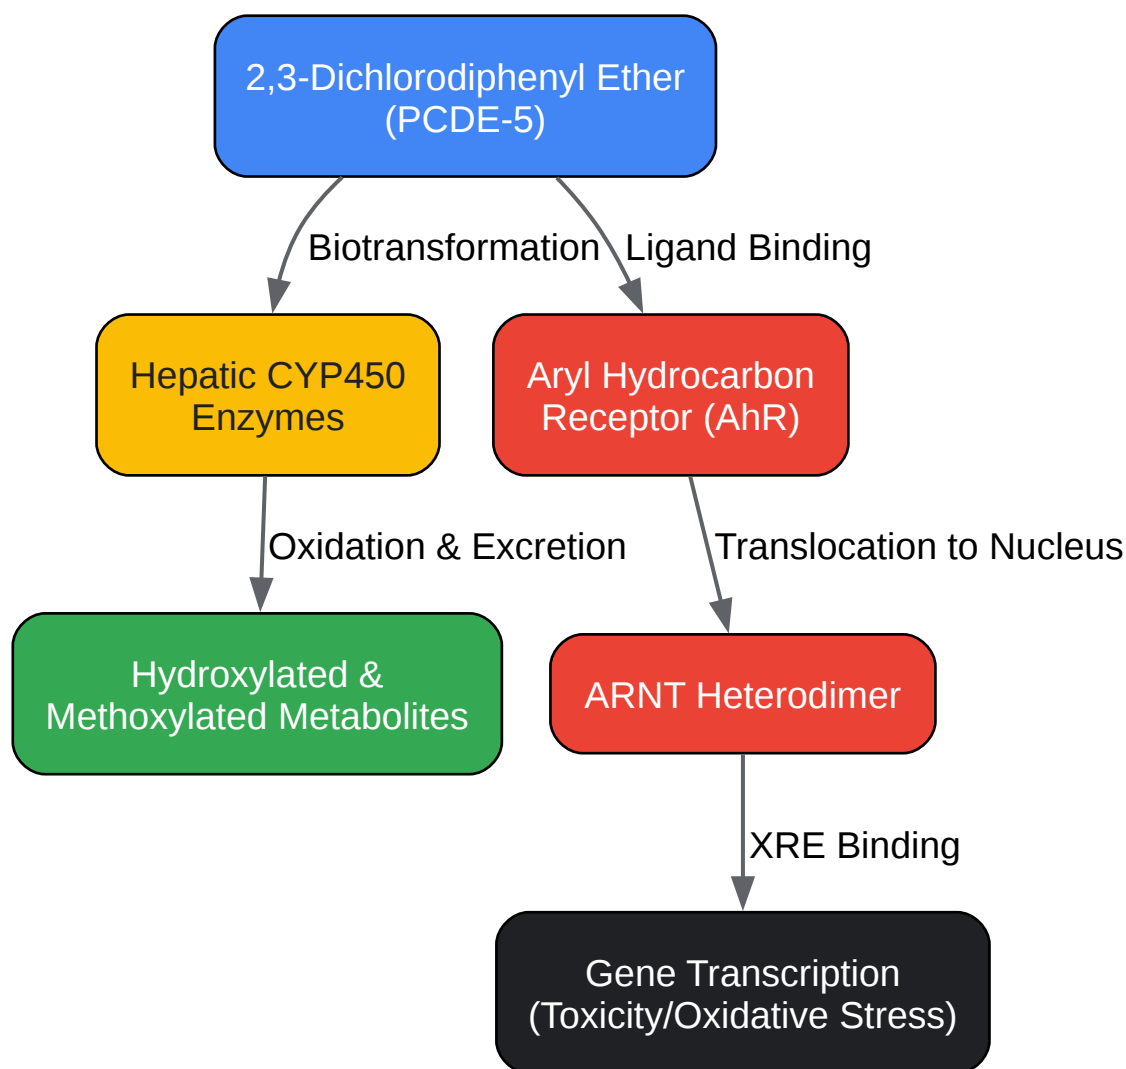 2,3-Dichlorodiphenyl Ether
(PCDE-5)
Biotransformation
Ligand Binding
Hepatic CYP450
Enzymes
Aryl Hydrocarbon
Receptor (AhR)
Oxidation & Excretion
Translocation to Nucleus
Hydroxylated &
Methoxylated Metabolites
ARNT Heterodimer
XRE Binding
Gene Transcription
(Toxicity/Oxidative Stress)